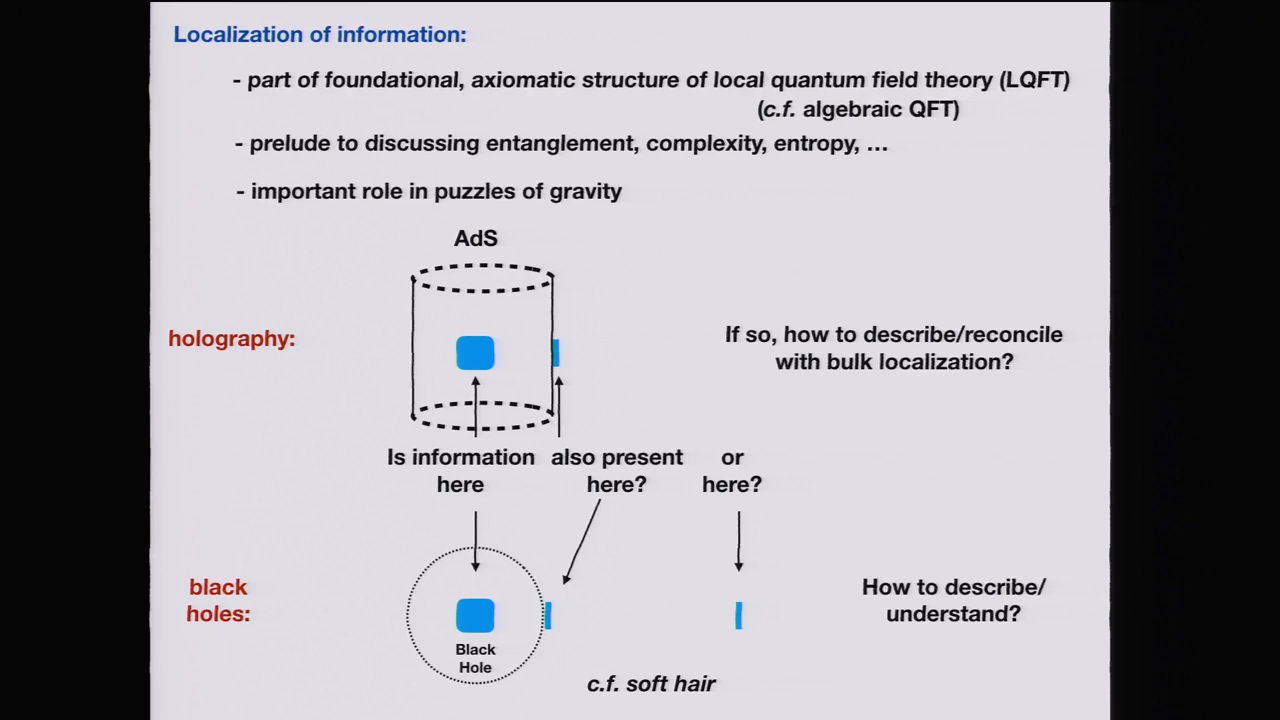 Localization of information:
- part of foundational, axiomatic structure of local quantum field theory (LQFT)
(c.f. algebraic QFT)
- prelude to discussing entanglement, complexity, entropy, …
- important role in puzzles of gravity
AdS
holography:
If so, how to describe/reconcile
with bulk localization?
Is information also present or
here here? here?
black
holes:
How to describe/
understand?
Black
Hole
c.f. soft hair